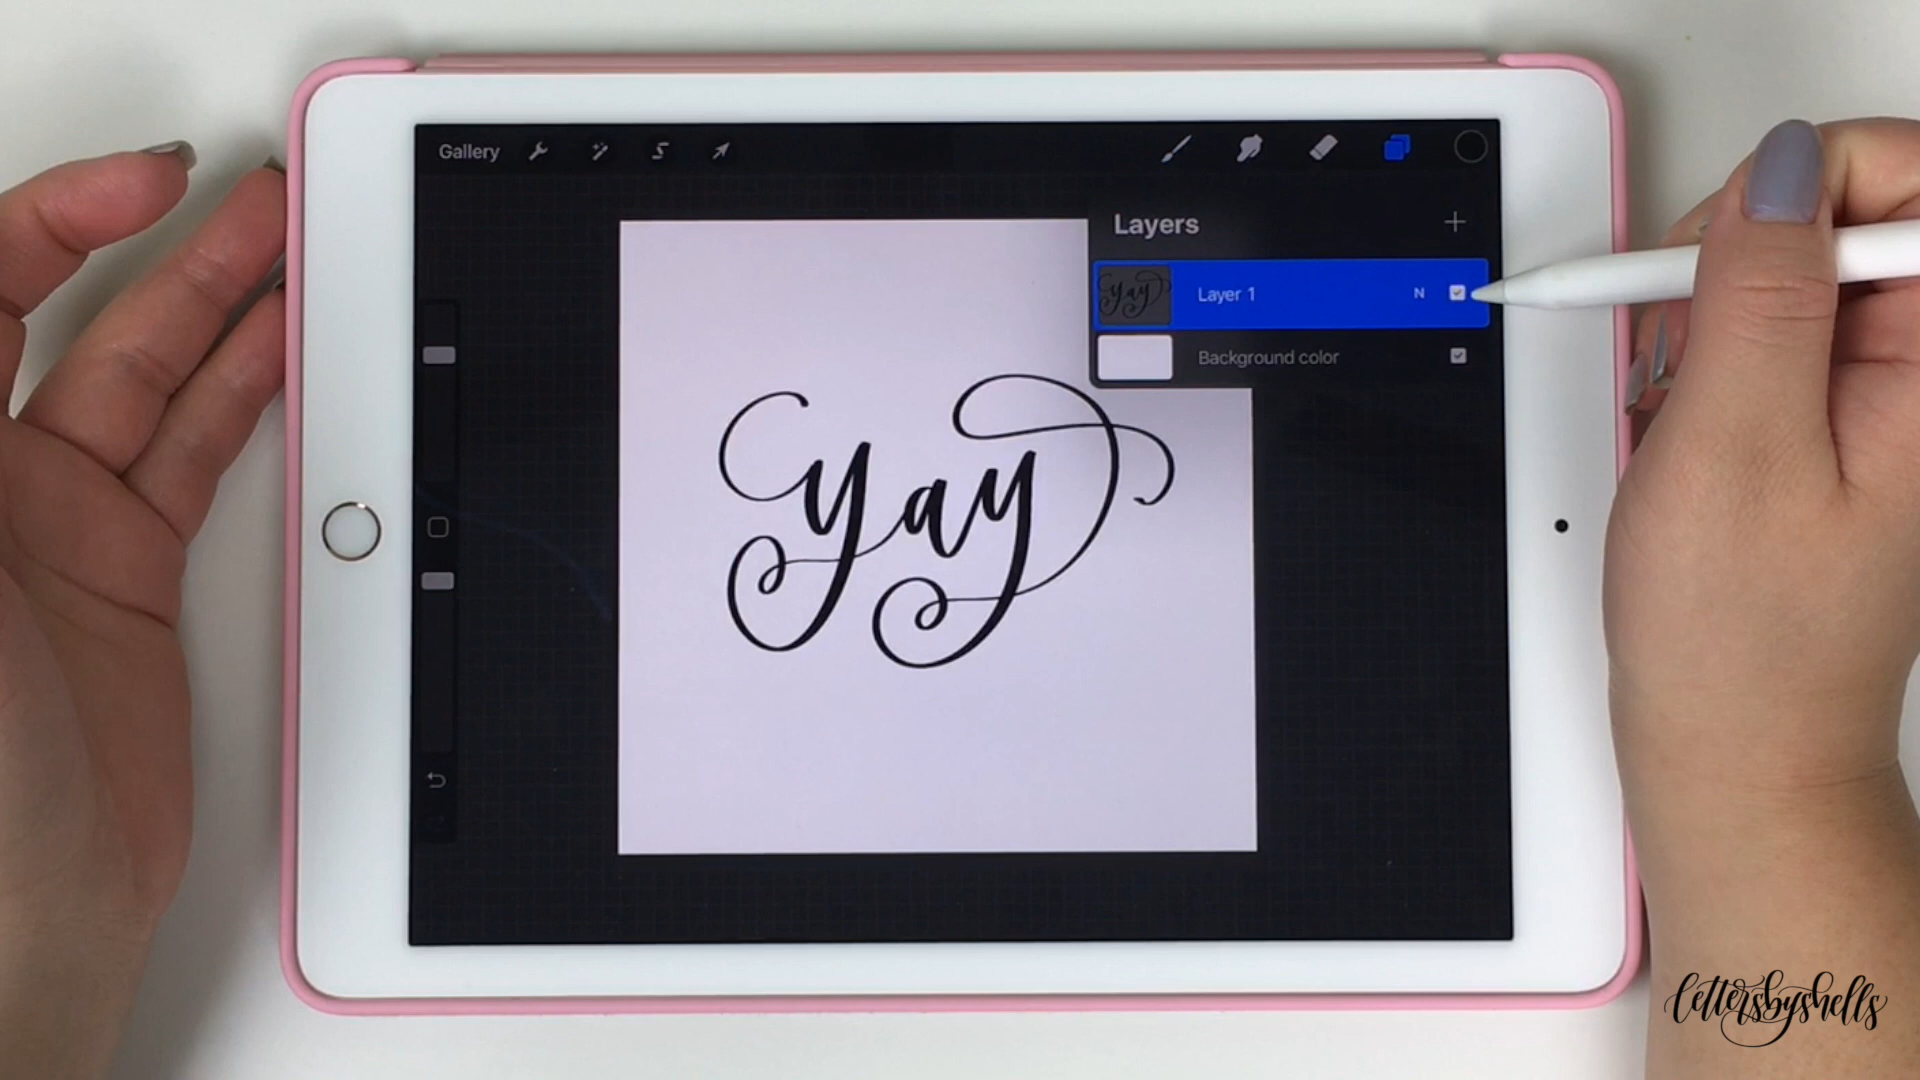 Gallery
Layers
Layer 1 N
Background color
yay
lettersbyshells